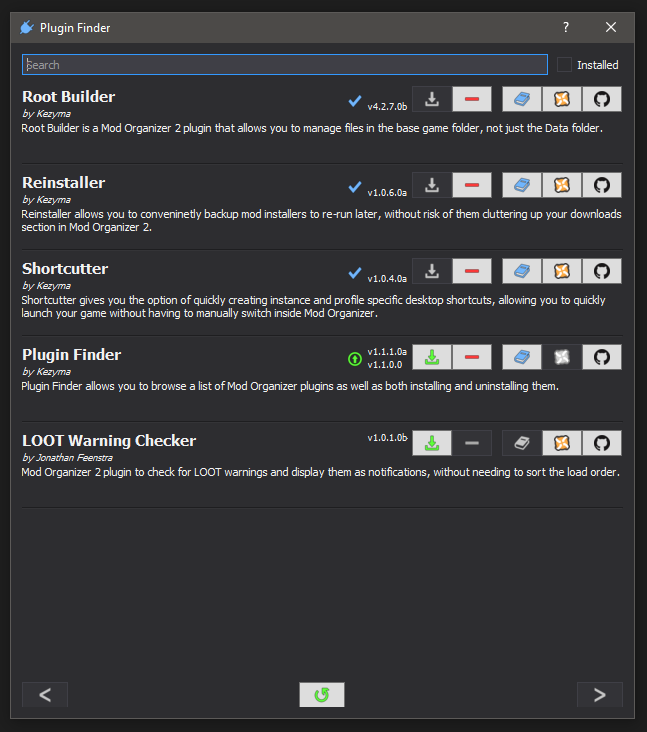 Plugin Finder
?
Search
Installed
Root Builder
v4.2.7.0b
by Kezyma
Root Builder is a Mod Organizer 2 plugin that allows you to manage files in the base game folder, not just the Data folder.
Reinstaller
v1.0.6.0a
by Kezyma
Reinstaller allows you to conveninetly backup mod installers to re-run later, without risk of them cluttering up your downloads
section in Mod Organizer 2.
Shortcutter
v1.0.4.0a
by Kezyma
Shortcutter gives you the option of quickly creating instance and profile specific desktop shortcuts, allowing you to quickly
launch your game without having to manually switch inside Mod Organizer.
Plugin Finder
v1.1.1.0a
v1.1.0.0
by Kezyma
Plugin Finder allows you to browse a list of Mod Organizer plugins as well as both installing and uninstalling them.
LOOT Warning Checker
v1.0.1.0b
by Jonathan Feenstra
Mod Organizer 2 plugin to check for LOOT warnings and display them as notifications, without needing to sort the load order.
< >